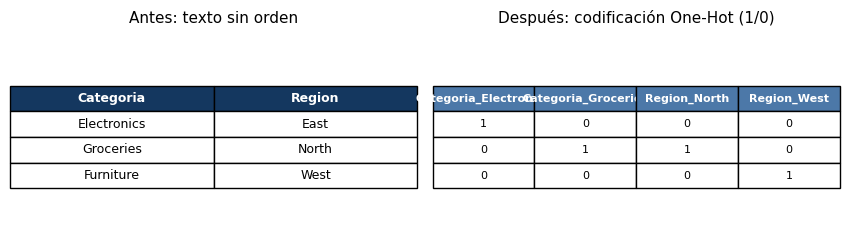 Antes: texto sin orden
Después: codificación One-Hot (1/0)
Categoria Region
Electronics East
Groceries North
Furniture West
Region_North Region_West
1 0 0 0
0 1 1 0
0 0 0 1